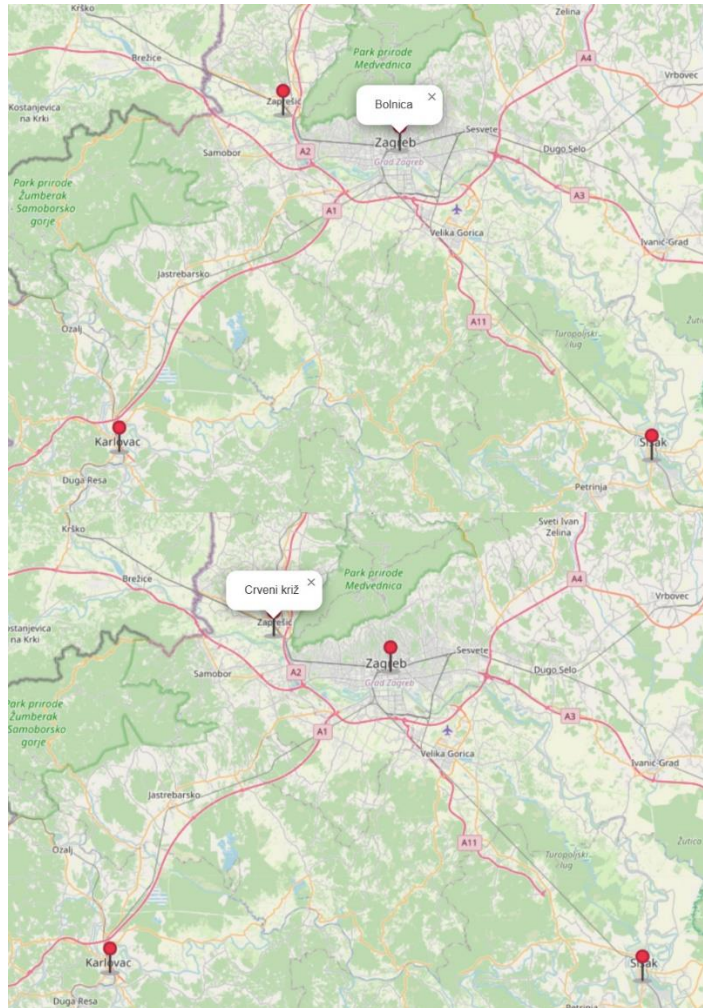 Krško
Zelina
Park prirode
Medvednica
A4
Brežice
Vrbovec
Zaprešić
Kostanjevica
na Krki
Bolnica
×
Sesvete
Zagreb
Samobor
A2
Dugo Selo
Grad Zagreb
Park prirode
Žumberak -
Samoborsko
gorje
A1
A3
Velika Gorica
Ivanić-Grad
Jastrebarsko
Žutica
Ozalj
A11
Turopoljski
lug
Karlovac
Sisak
Duga Resa
Petrinja
Krško
Sveti Ivan
Zelina
Park prirode
Medvednica
A4
Brežice
Crveni križ
×
Vrbovec
Zaprešić
ostanjevica
na Krki
Sesvete
Zagreb
Samobor
A2
Dugo Selo
Grad Zagreb
Park prirode
Žumberak -
Samoborsko
gorje
A1
A3
Velika Gorica
Ivanić-Grad
Jastrebarsko
A11
Žutica
Ozalj
Turopoljski
lug
Karlovac
Sisak
Duga Resa
Petrinja